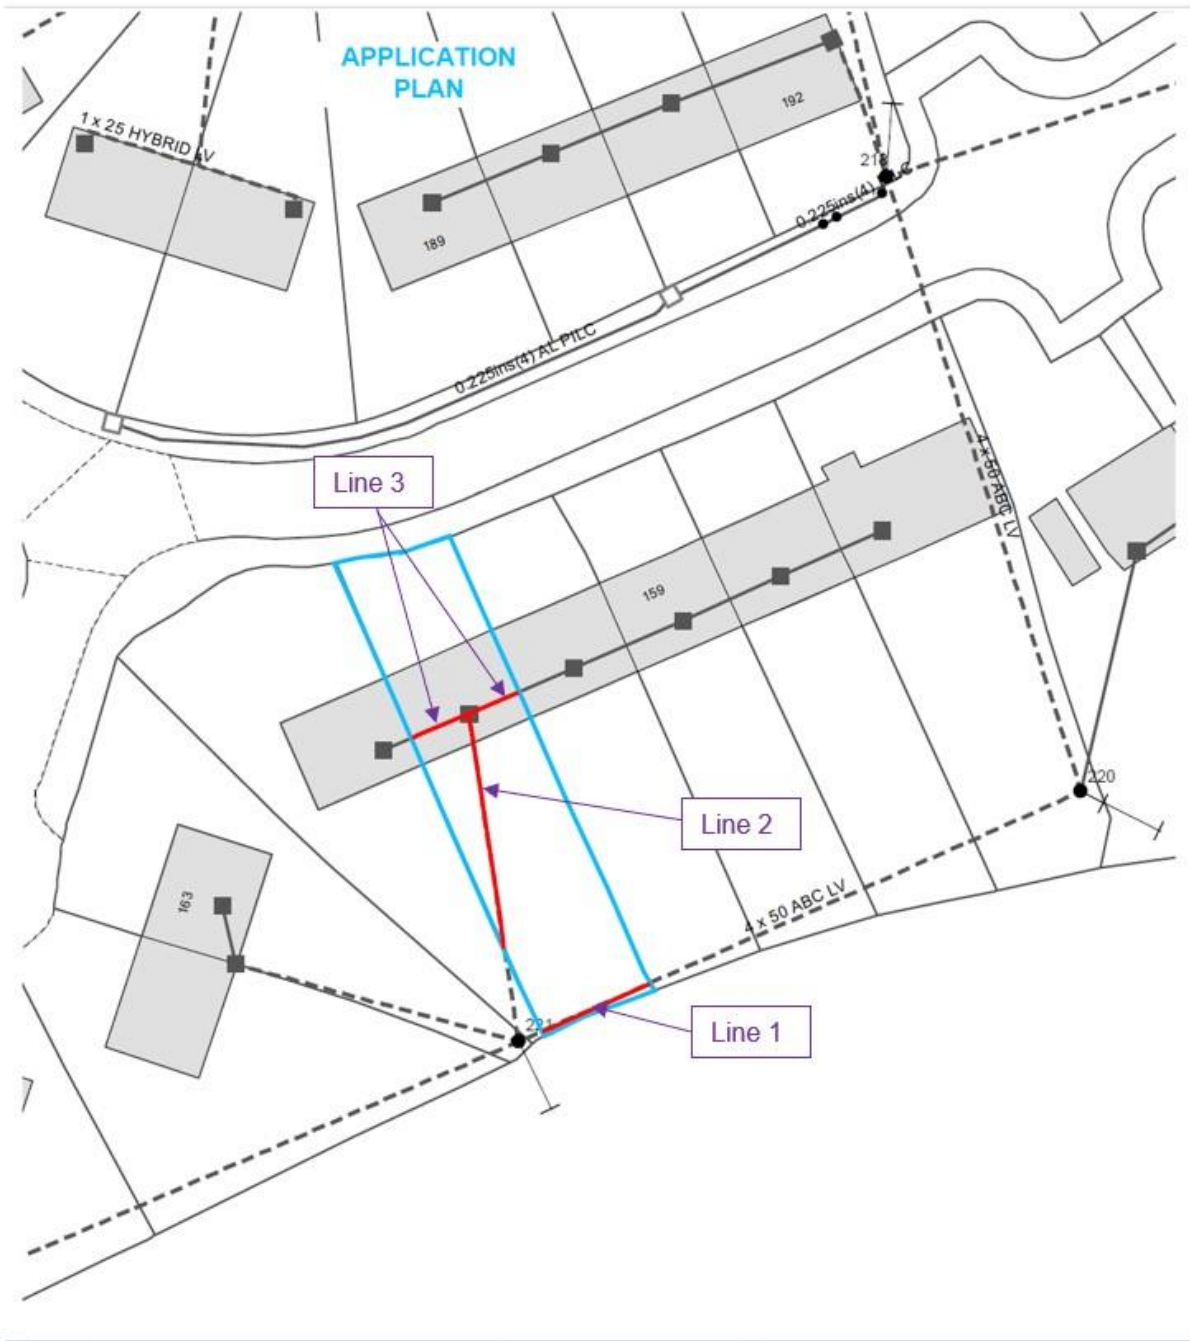 APPLICATION
PLAN
1 x 25 HYBRID LV
192
218
0.225ins(4)
189
0.225ins(4) AL PILC
Line 3
4 x 50 ABC LV
159
220
Line 2
163
4 x 50 ABC LV
221
Line 1